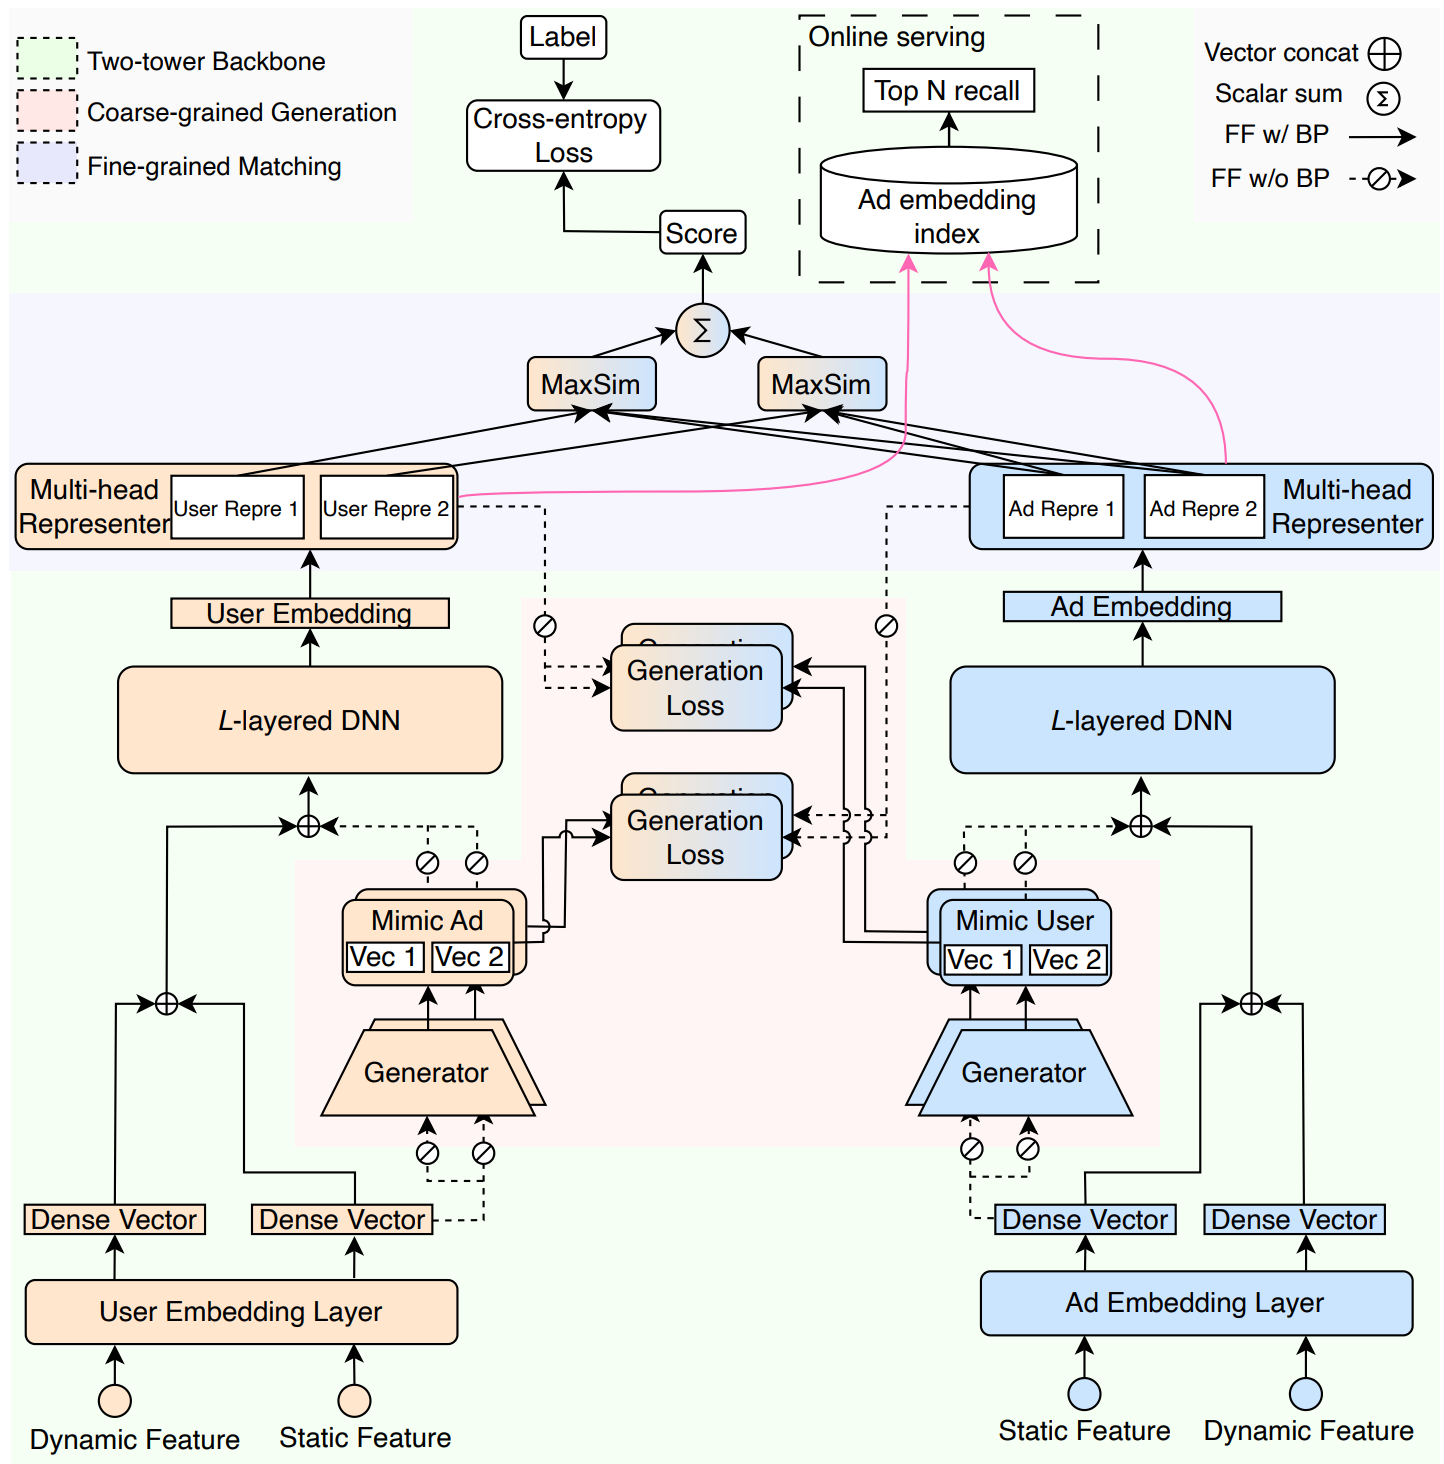 Two-tower Backbone
Coarse-grained Generation
Fine-grained Matching
Label
Cross-entropy
Loss
Score
Online serving
Top N recall
Ad embedding
index
Vector concat
Scalar sum
Σ
FF w/ BP
FF w/o BP
Σ
MaxSim
MaxSim
Multi-head
Representer
User Repre 1
User Repre 2
Ad Repre 1
Ad Repre 2
Multi-head
Representer
User Embedding
Ad Embedding
Generation
Generation
Loss
L-layered DNN
L-layered DNN
Generation
Generation
Loss
Mimic Ad
Vec 1
Vec 2
Mimic User
Vec 1
Vec 2
Generator
Generator
Dense Vector
Dense Vector
Dense Vector
Dense Vector
User Embedding Layer
Ad Embedding Layer
Dynamic Feature
Static Feature
Static Feature
Dynamic Feature